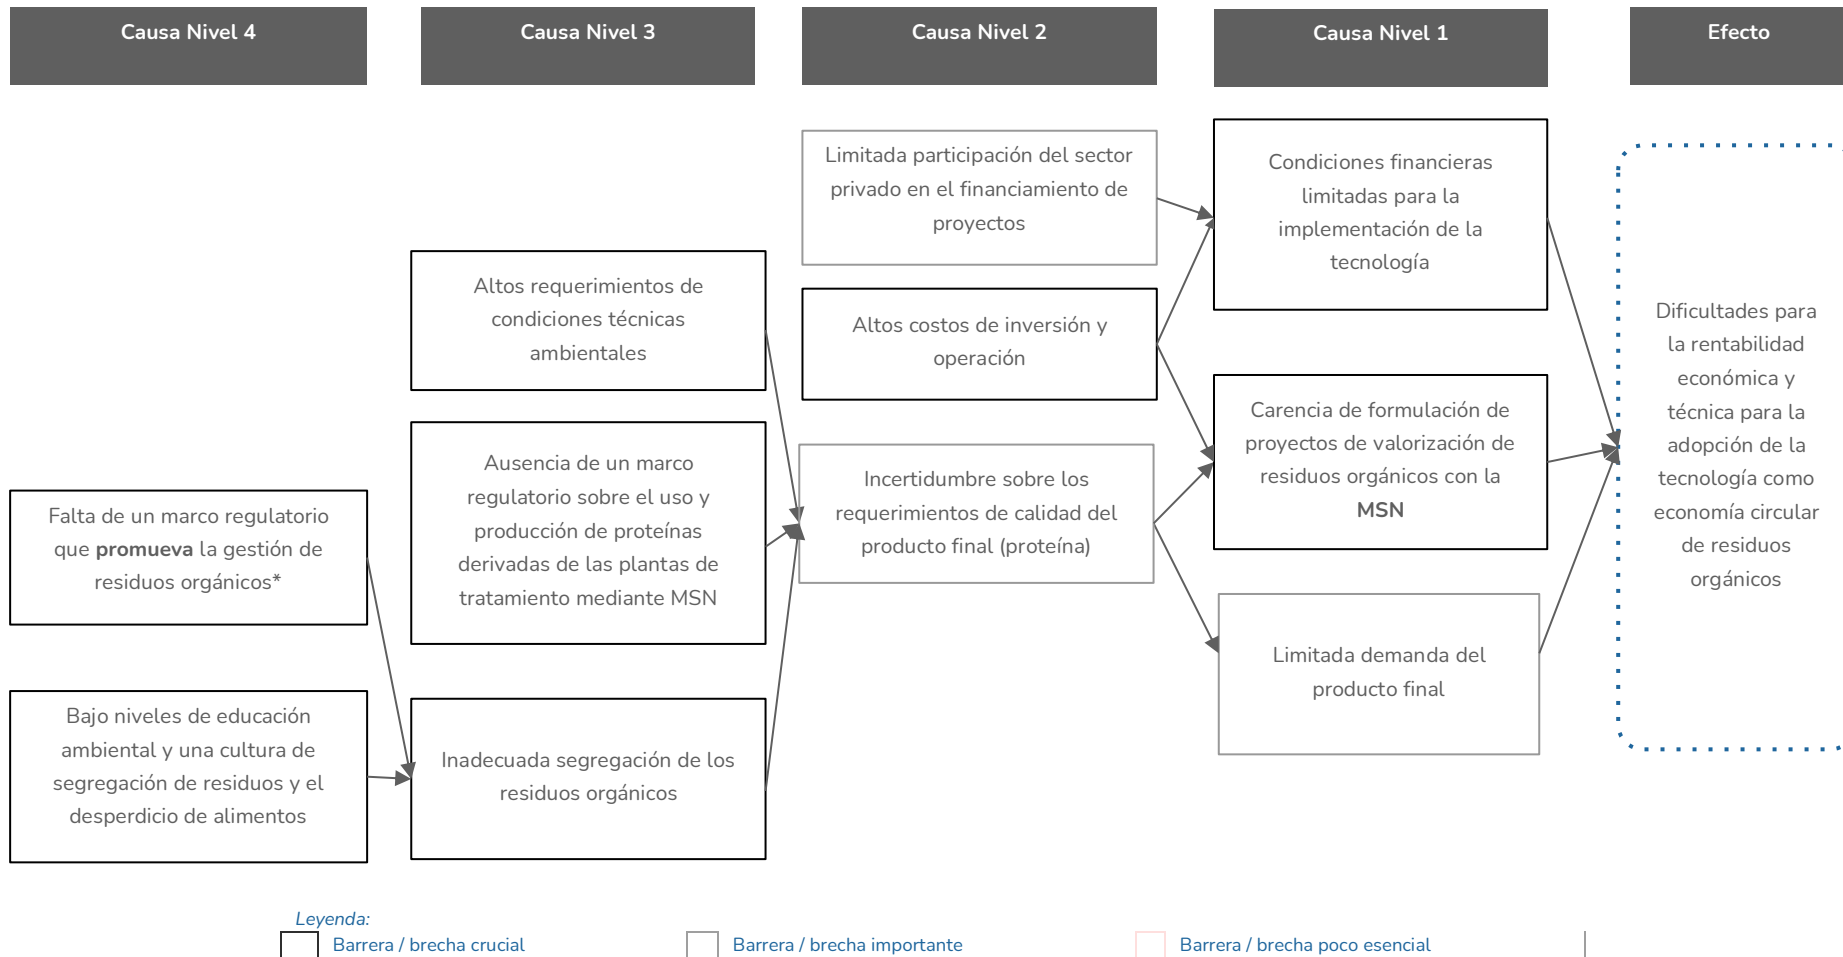 Causa Nivel 4
Causa Nivel 3
Causa Nivel 2
Causa Nivel 1
Efecto
Falta de un marco regulatorio
que promueva la gestión de
residuos orgánicos*
Bajo niveles de educación
ambiental y una cultura de
segregación de residuos y el
desperdicio de alimentos
Altos requerimientos de
condiciones técnicas
ambientales
Ausencia de un marco
regulatorio sobre el uso y
producción de proteínas
derivadas de las plantas de
tratamiento mediante MSN
Inadecuada segregación de los
residuos orgánicos
Limitada participación del sector
privado en el financiamiento de
proyectos
Altos costos de inversión y
operación
Incertidumbre sobre los
requerimientos de calidad del
producto final (proteína)
Condiciones financieras
limitadas para la
implementación de la
tecnología
Carencia de formulación de
proyectos de valorización de
residuos orgánicos con la
MSN
Limitada demanda del
producto final
Dificultades para
la rentabilidad
económica y
técnica para la
adopción de la
tecnología como
economía circular
de residuos
orgánicos
Leyenda:
Barrera / brecha crucial
Barrera / brecha importante
Barrera / brecha poco esencial